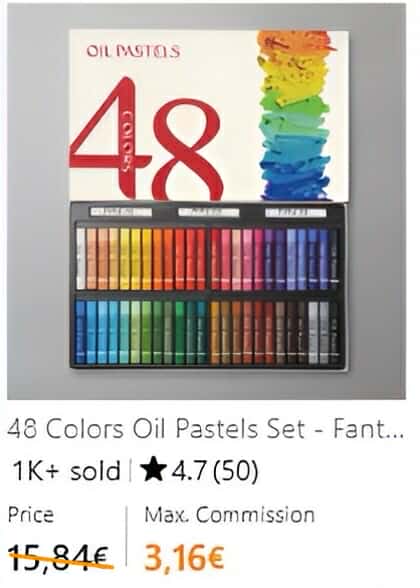 OIL PASTELS
48
COLORS
48 Colors Oil Pastels Set - Fant...
1K+ sold | ★ 4.7 (50)
Price
Max. Commission
15,84€
3,16€